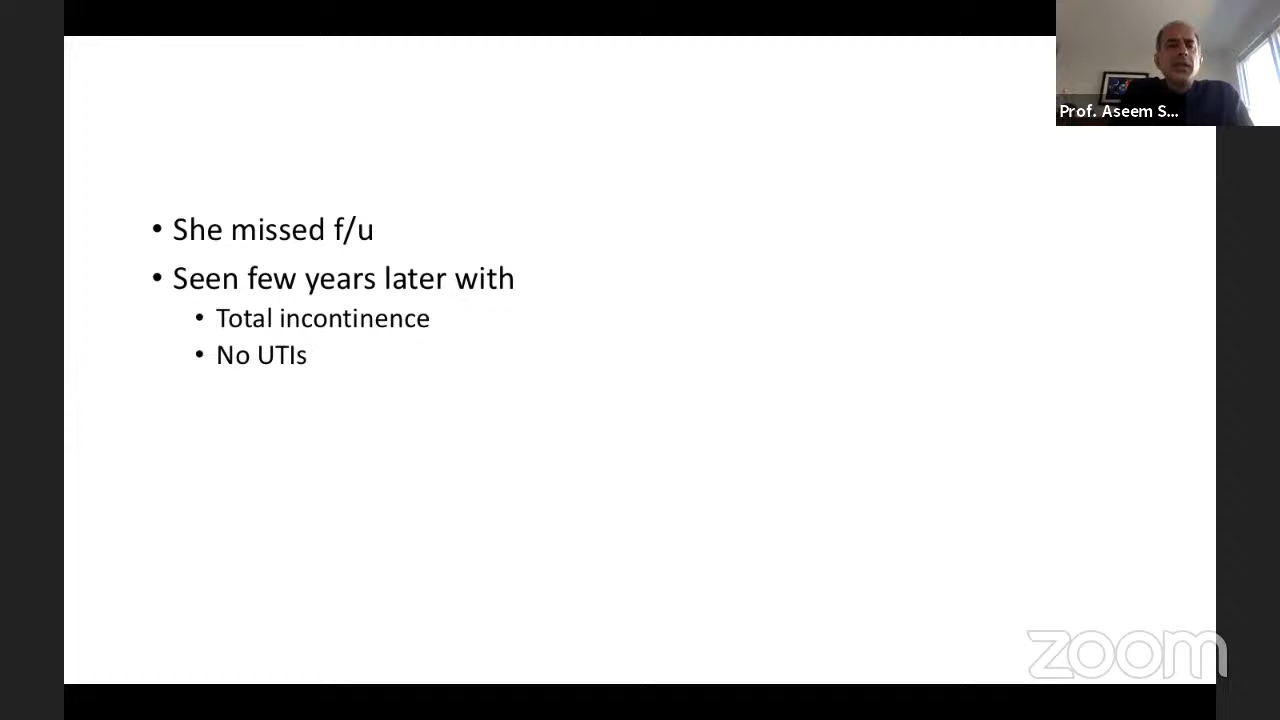 Prof. Aseem S...
• She missed f/u
• Seen few years later with
• Total incontinence
• No UTIs
zoom